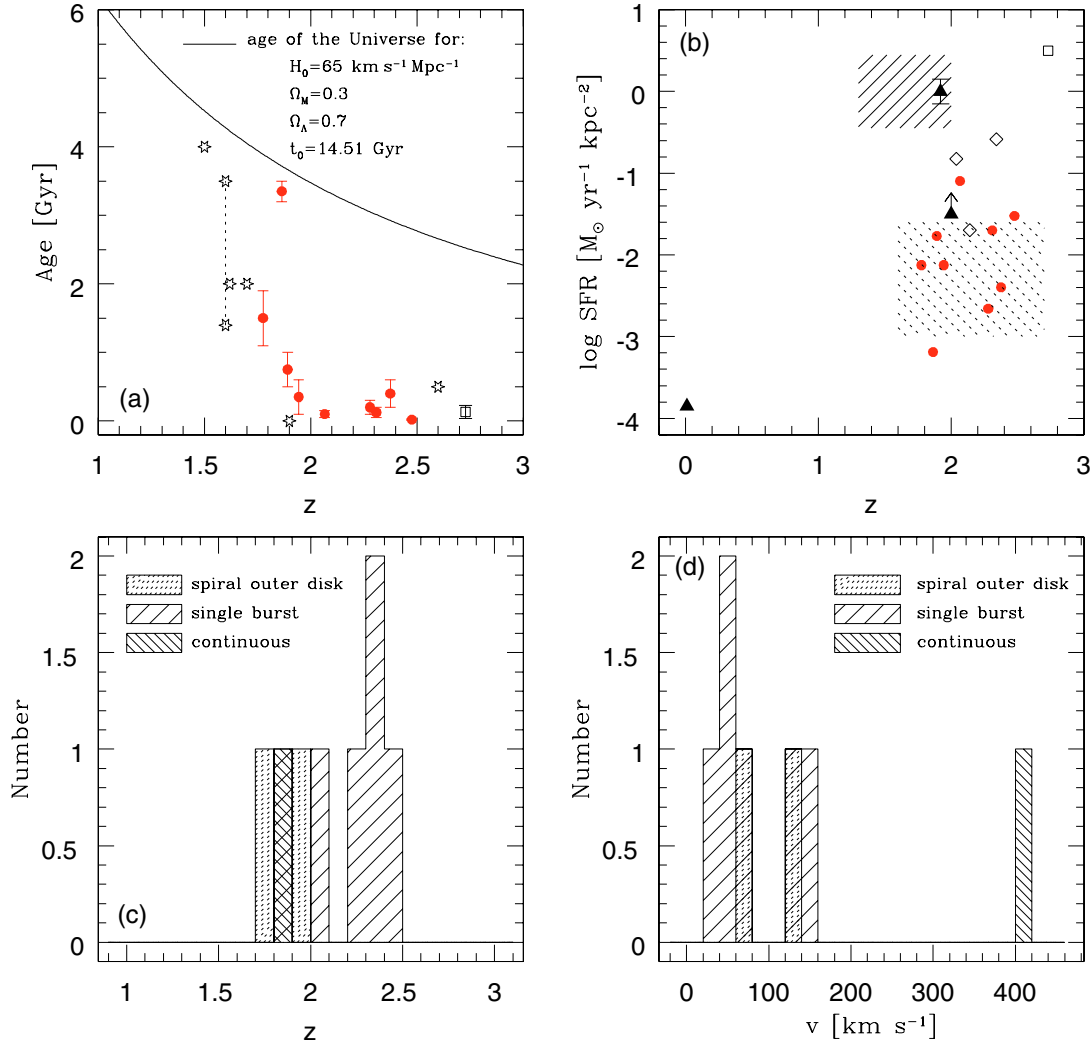 (a)
age of the Universe for:
H₀=65 km s⁻¹ Mpc⁻¹
Ω_M=0.3
Ω_Λ=0.7
t₀=14.51 Gyr
Age [Gyr]
6
4
2
0
1 1.5 2 2.5 3
z
(b)
log SFR [M☉ yr⁻¹ kpc⁻²]
1
0
-1
-2
-3
-4
0 1 2 3
z
(c)
spiral outer disk
single burst
continuous
Number
2
1.5
1
0.5
0
1 1.5 2 2.5 3
z
(d)
spiral outer disk
single burst
continuous
Number
2
1.5
1
0.5
0
0 100 200 300 400
v [km s⁻¹]